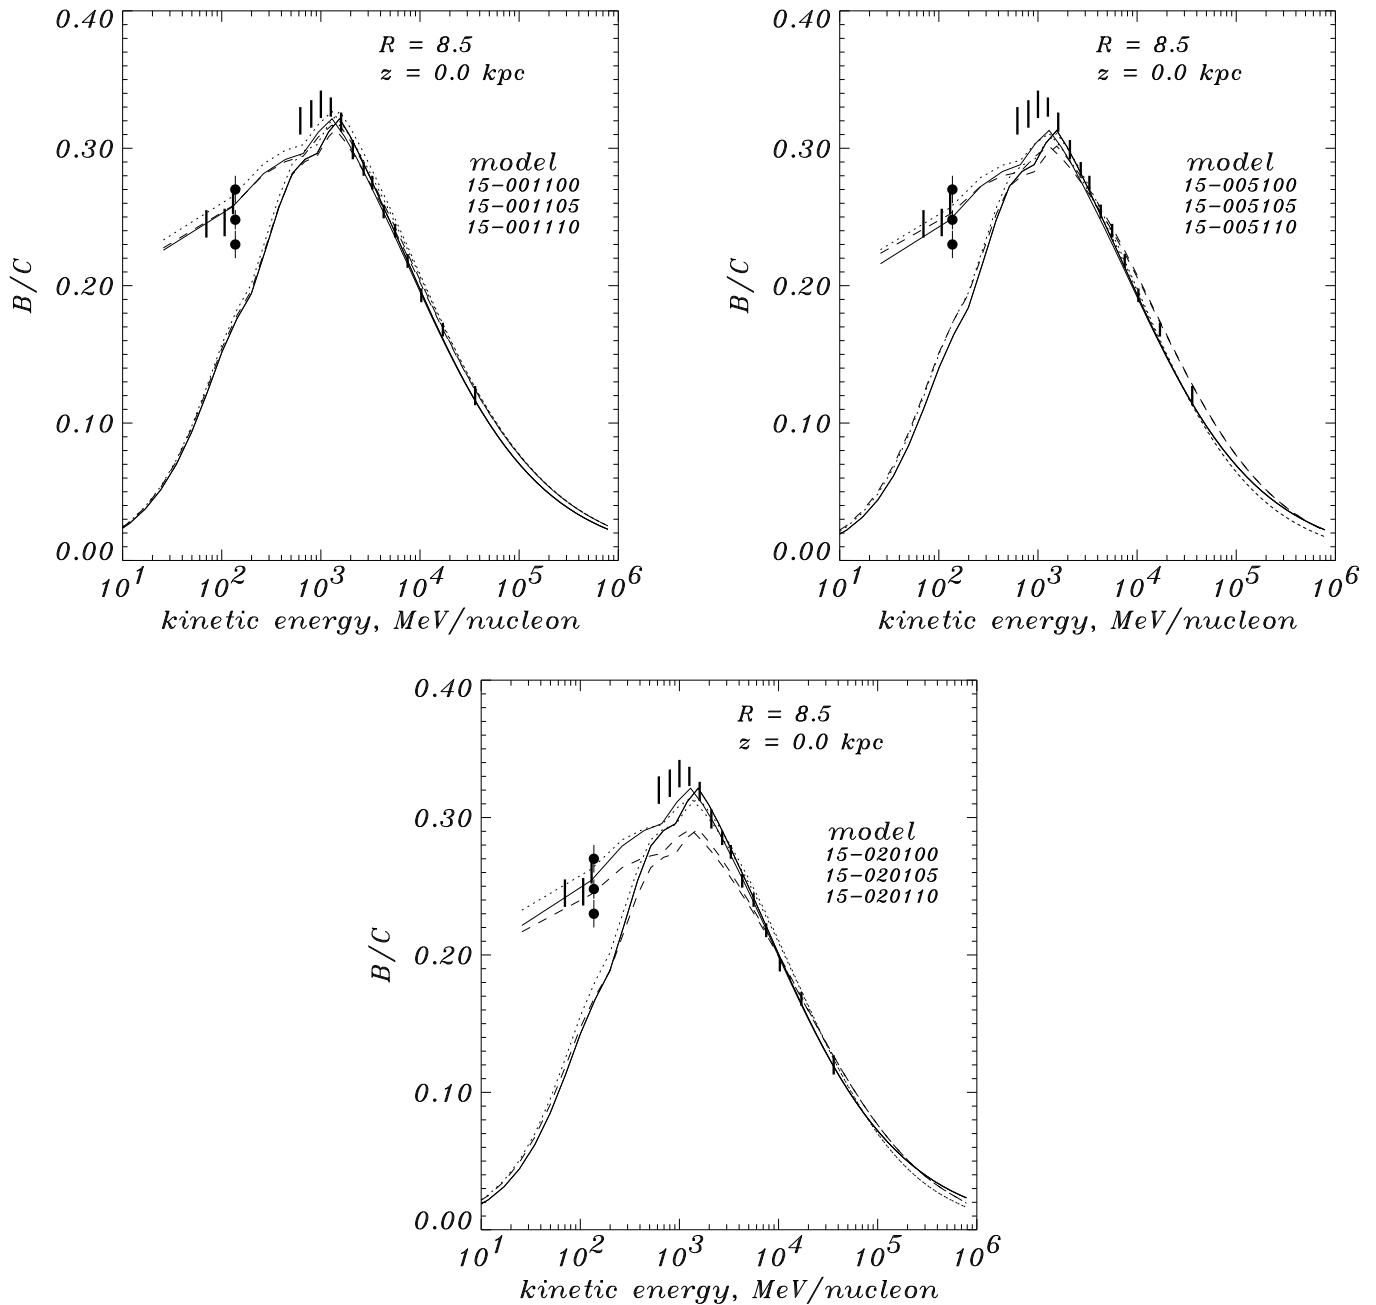 0.40
0.30
0.20
0.10
0.00
B/C
R = 8.5
z = 0.0 kpc
model
15-001100
15-001105
15-001110
10^1 10^2 10^3 10^4 10^5 10^6
kinetic energy, MeV/nucleon
0.40
0.30
0.20
0.10
0.00
B/C
R = 8.5
z = 0.0 kpc
model
15-005100
15-005105
15-005110
10^1 10^2 10^3 10^4 10^5 10^6
kinetic energy, MeV/nucleon
0.40
0.30
0.20
0.10
0.00
B/C
R = 8.5
z = 0.0 kpc
model
15-020100
15-020105
15-020110
10^1 10^2 10^3 10^4 10^5 10^6
kinetic energy, MeV/nucleon